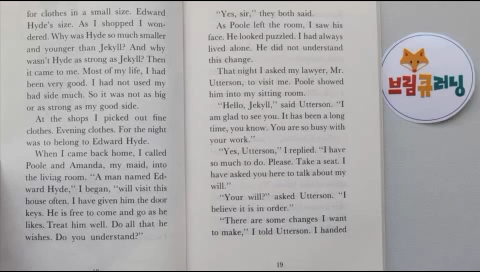 for clothes in a small size. Edward
Hyde's size. As I shopped I won-
dered. Why was Hyde so much smaller
and younger than Jekyll? And why
wasn't Hyde as strong as Jekyll? Then
it came to me. Most of my life, I had
been very good. I had not used my
bad side much. So it was not as big
or as strong as my good side.
At the shops I picked out fine
clothes. Evening clothes. For the night
was to belong to Edward Hyde.
When I came back home, I called
Poole and Amanda, my maid, into
the living room. "A man named Ed-
ward Hyde," I began, "will visit this
house often. I have given him the door
keys. He is free to come and go as he
likes. Treat him well. Do all that he
wishes. Do you understand?"
"Yes, sir," they both said.
As Poole left the room, I saw his
face. He looked puzzled. I had always
lived alone. He did not understand
this change.
That night I asked my lawyer, Mr.
Utterson, to visit me. Poole showed
him into my sitting room.
"Hello, Jekyll," said Utterson. "I
am glad to see you. It has been a long
time, you know. You are so busy with
your work."
"Yes, Utterson," I replied. "I have
so much to do. Please. Take a seat. I
have asked you here to talk about my
will."
"Your will?" asked Utterson. "I
believe it is in order."
"There are some changes I want
to make," I told Utterson. I handed
19
브림큐러닝